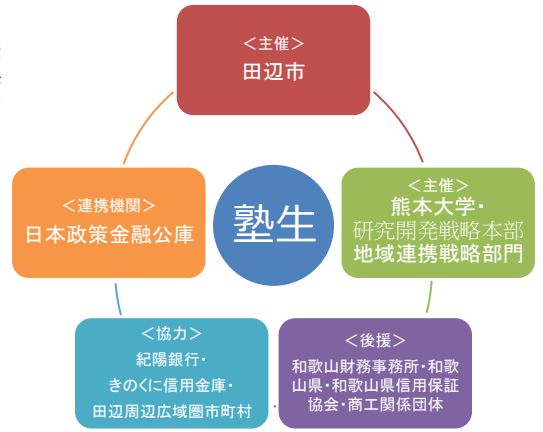 ＜主催＞
田辺市
＜連携機関＞
日本政策金融公庫
塾生
＜主催＞
熊本大学・
研究開発戦略本部
地域連携戦略部門
＜協力＞
紀陽銀行・
きのくに信用金庫・
田辺周辺広域圏市町村
＜後援＞
和歌山財務事務所・和歌
山県・和歌山県信用保証
協会・商工関係団体